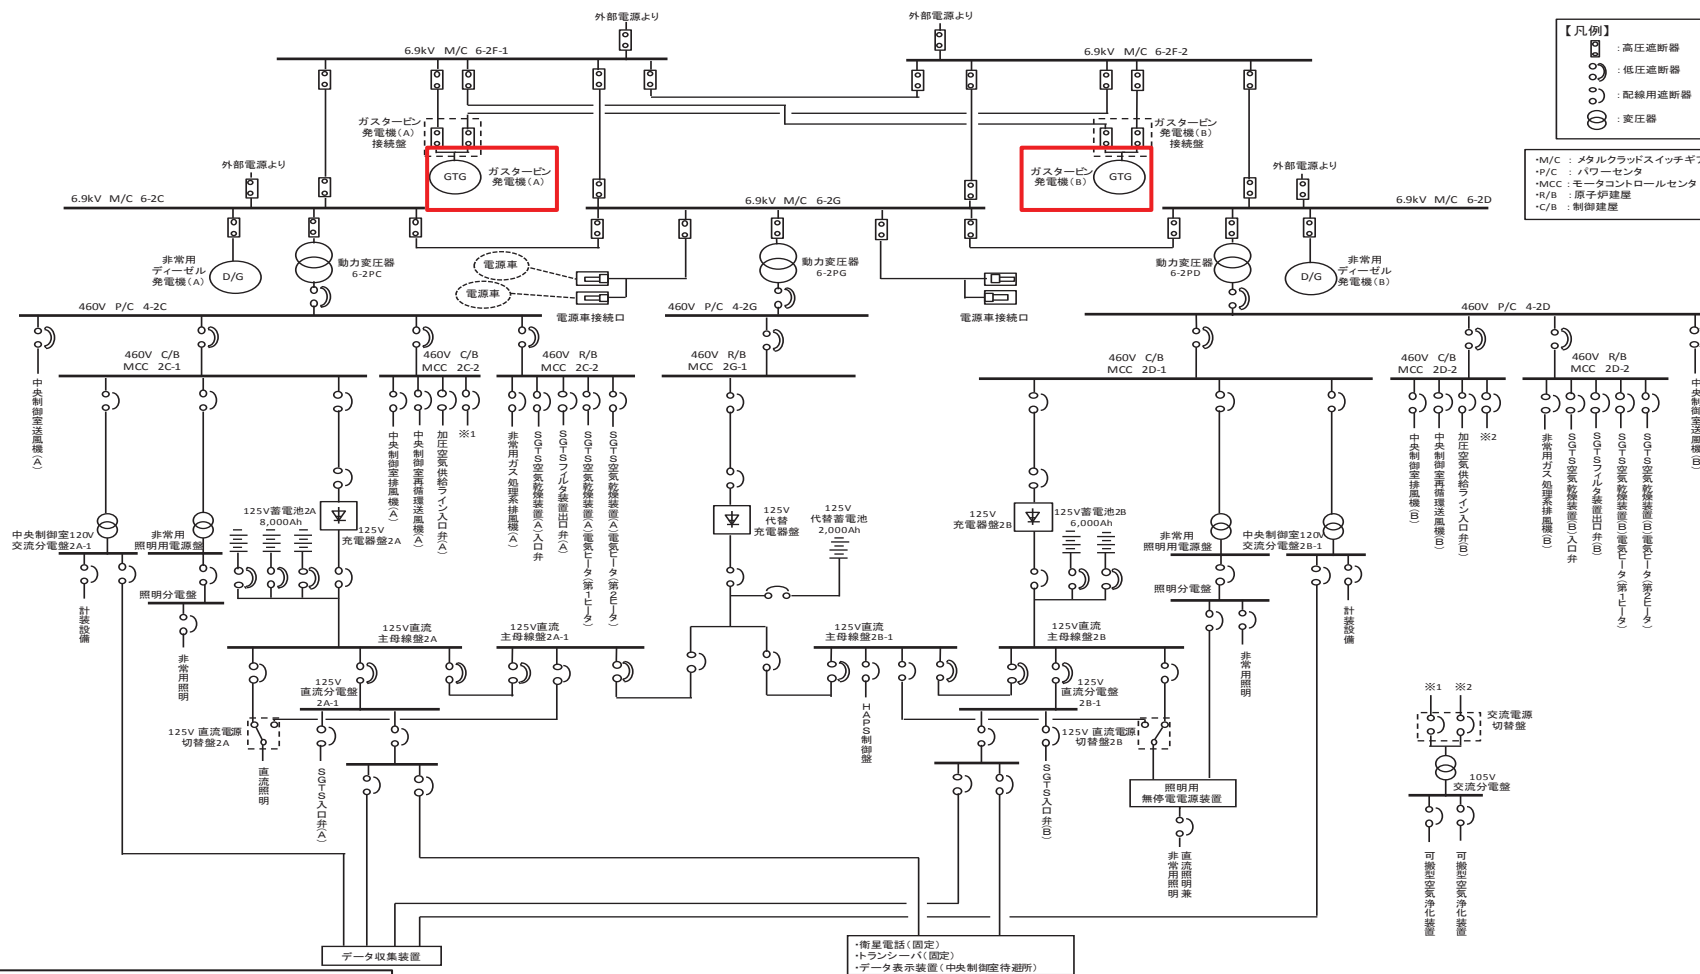 外部電源より
外部電源より
6.9kV M/C 6-2F-1
6.9kV M/C 6-2F-2
【凡例】
：高圧遮断器
：低圧遮断器
：配線用遮断器
：変圧器
ガスタービン
発電機(A)
接続盤
ガスタービン
発電機(B)
接続盤
GTG
ガスタービン
発電機(A)
ガスタービン
発電機(B)
GTG
・M/C ：メタルクラッドスイッチギア
・P/C ：パワーセンタ
・MCC：モータコントロールセンタ
・R/B ：原子炉建屋
・C/B ：制御建屋
外部電源より
外部電源より
6.9kV M/C 6-2C
6.9kV M/C 6-2G
6.9kV M/C 6-2D
非常用
ディーゼル
発電機(A)
D/G
動力変圧器
6-2PC
電源車
電源車
電源車接続口
動力変圧器
6-2PG
電源車接続口
動力変圧器
6-2PD
D/G
非常用
ディーゼル
発電機(B)
460V P/C 4-2C
460V P/C 4-2G
460V P/C 4-2D
460V C/B
MCC 2C-1
460V C/B
MCC 2C-2
460V R/B
MCC 2C-2
460V R/B
MCC 2G-1
460V C/B
MCC 2D-1
460V C/B
MCC 2D-2
460V R/B
MCC 2D-2
中央制御室送風機(A)
中央制御室排風機(A)
中央制御室再循環送風機(A)
加圧空気供給ライン入口弁(A)
※1
非常用ガス処理系排風機(A)
SGTS空気乾燥装置(A)入口弁
SGTSフィルタ装置出口弁(A)
SGTS空気乾燥装置(A)電気ヒータ(第1ヒータ)
SGTS空気乾燥装置(A)電気ヒータ(第2ヒータ)
中央制御室排風機(B)
中央制御室再循環送風機(B)
加圧空気供給ライン入口弁(B)
※2
非常用ガス処理系排風機(B)
SGTS空気乾燥装置(B)入口弁
SGTSフィルタ装置出口弁(B)
SGTS空気乾燥装置(B)電気ヒータ(第1ヒータ)
SGTS空気乾燥装置(B)電気ヒータ(第2ヒータ)
中央制御室送風機(B)
中央制御室120V
交流分電盤2A-1
非常用
照明用電源盤
125V蓄電池2A
8,000Ah
125V
充電器盤2A
125V
代替
充電器盤
125V
代替蓄電池
2,000Ah
125V
充電器盤2B
125V蓄電池2B
6,000Ah
非常用
照明用電源盤
中央制御室120V
交流分電盤2B-1
計装設備
照明分電盤
非常用照明
照明分電盤
非常用照明
計装設備
125V直流
主母線盤2A
125V直流
主母線盤2A-1
125V直流
主母線盤2B-1
125V直流
主母線盤2B
125V
直流分電盤
2A-1
HAPS制御盤
125V
直流分電盤
2B-1
125V 直流電源
切替盤2A
直流照明
SGTS入口弁(A)
125V 直流電源
切替盤2B
SGTS入口弁(B)
照明用
無停電電源装置
直流照明兼
非常用照明
※1
※2
交流電源
切替盤
105V
交流分電盤
可搬型空気浄化装置
可搬型空気浄化装置
データ収集装置
・衛星電話(固定)
・トランシーバ(固定)
・データ表示装置(中央制御室待避所)